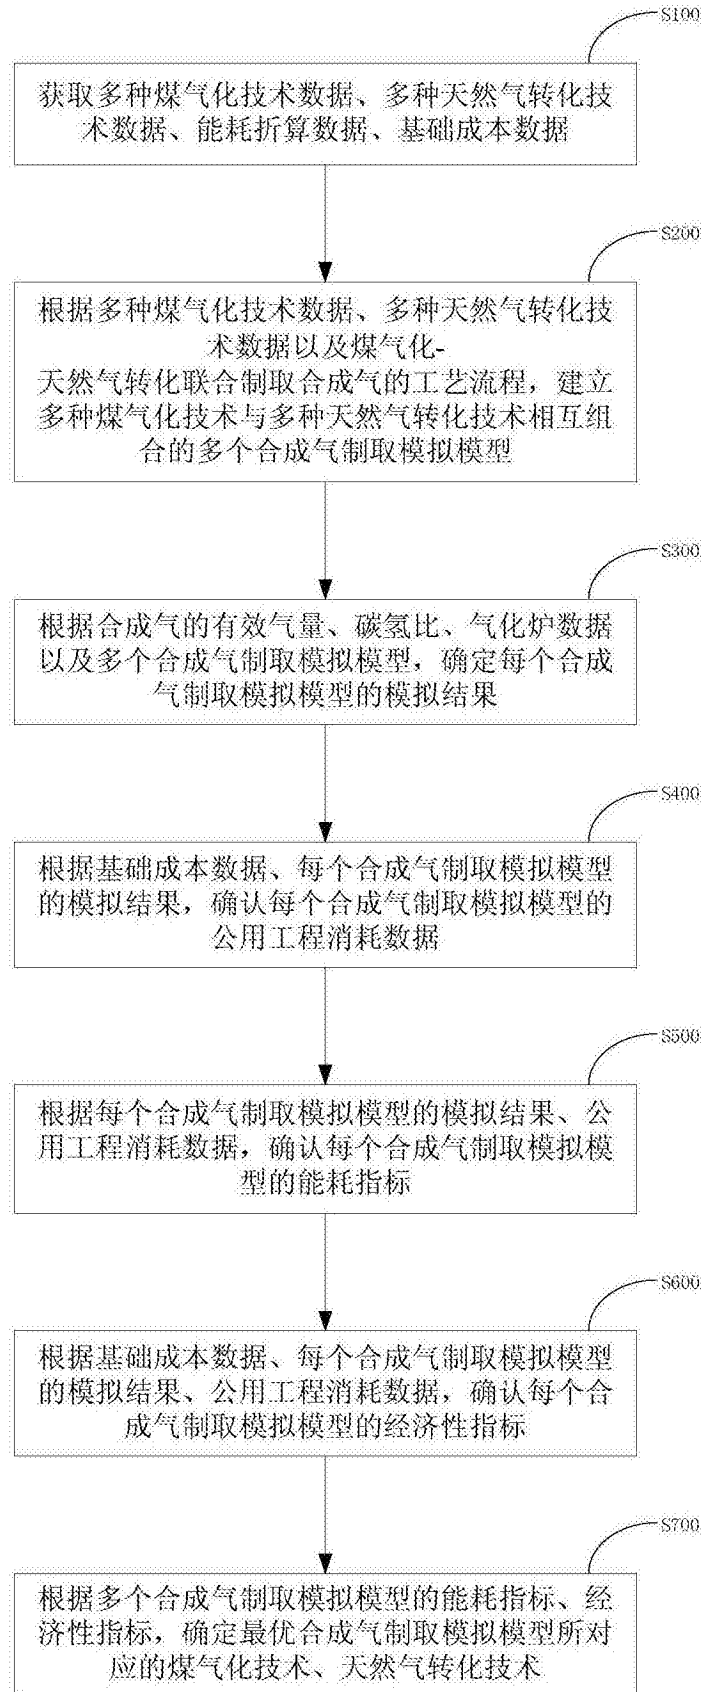 S100
获取多种煤气化技术数据、多种天然气转化技
术数据、能耗折算数据、基础成本数据
S200
根据多种煤气化技术数据、多种天然气转化技
术数据以及煤气化-
天然气转化联合制取合成气的工艺流程，建立
多种煤气化技术与多种天然气转化技术相互组
合的多个合成气制取模拟模型
S300
根据合成气的有效气量、碳氢比、气化炉数据
以及多个合成气制取模拟模型，确定每个合成
气制取模拟模型的模拟结果
S400
根据基础成本数据、每个合成气制取模拟模型
的模拟结果，确认每个合成气制取模拟模型的
公用工程消耗数据
S500
根据每个合成气制取模拟模型的模拟结果、公
用工程消耗数据，确认每个合成气制取模拟模
型的能耗指标
S600
根据基础成本数据、每个合成气制取模拟模型
的模拟结果、公用工程消耗数据，确认每个合
成气制取模拟模型的经济性指标
S700
根据多个合成气制取模拟模型的能耗指标、经
济性指标，确定最优合成气制取模拟模型所对
应的煤气化技术、天然气转化技术